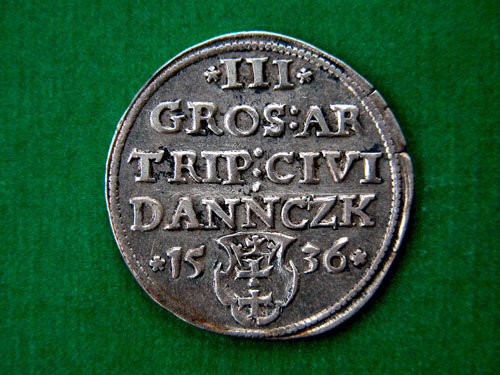 *III*
GROS:AR
TRIP:CIVI
DANNCZK
*15 36*